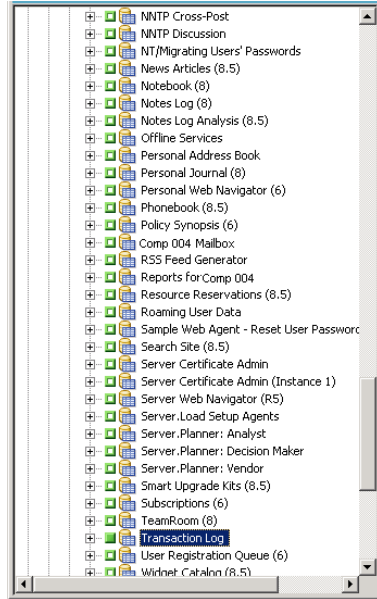 NNTP Cross-Post
NNTP Discussion
NT/Migrating Users' Passwords
News Articles (8.5)
Notebook (8)
Notes Log (8)
Notes Log Analysis (8.5)
Offline Services
Personal Address Book
Personal Journal (8)
Personal Web Navigator (6)
Phonebook (8.5)
Policy Synopsis (6)
Comp 004 Mailbox
RSS Feed Generator
Reports for Comp 004
Resource Reservations (8.5)
Roaming User Data
Sample Web Agent - Reset User Password
Search Site (8.5)
Server Certificate Admin
Server Certificate Admin (Instance 1)
Server Web Navigator (R5)
Server.Load Setup Agents
Server.Planner: Analyst
Server.Planner: Decision Maker
Server.Planner: Vendor
Smart Upgrade Kits (8.5)
Subscriptions (6)
TeamRoom (8)
Transaction Log
User Registration Queue (6)
Widget Catalog (8.5)